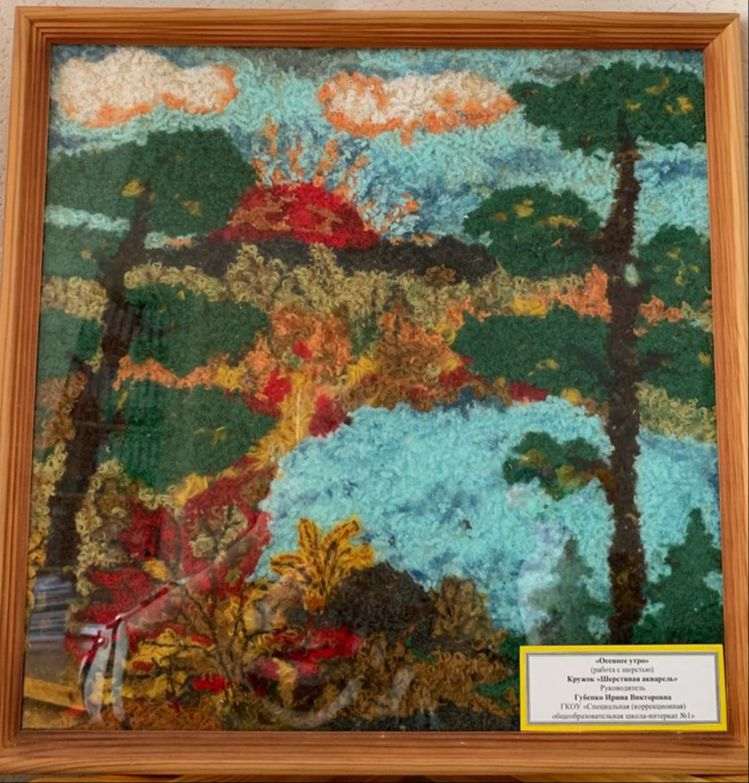 «Осеннее утро»
(работа с шерстью)
Кружок «Шерстяная акварель»
Руководитель
Губенко Ирина Викторовна
ГКОУ «Специальная (коррекционная)
общеобразовательная школа-интернат №1»